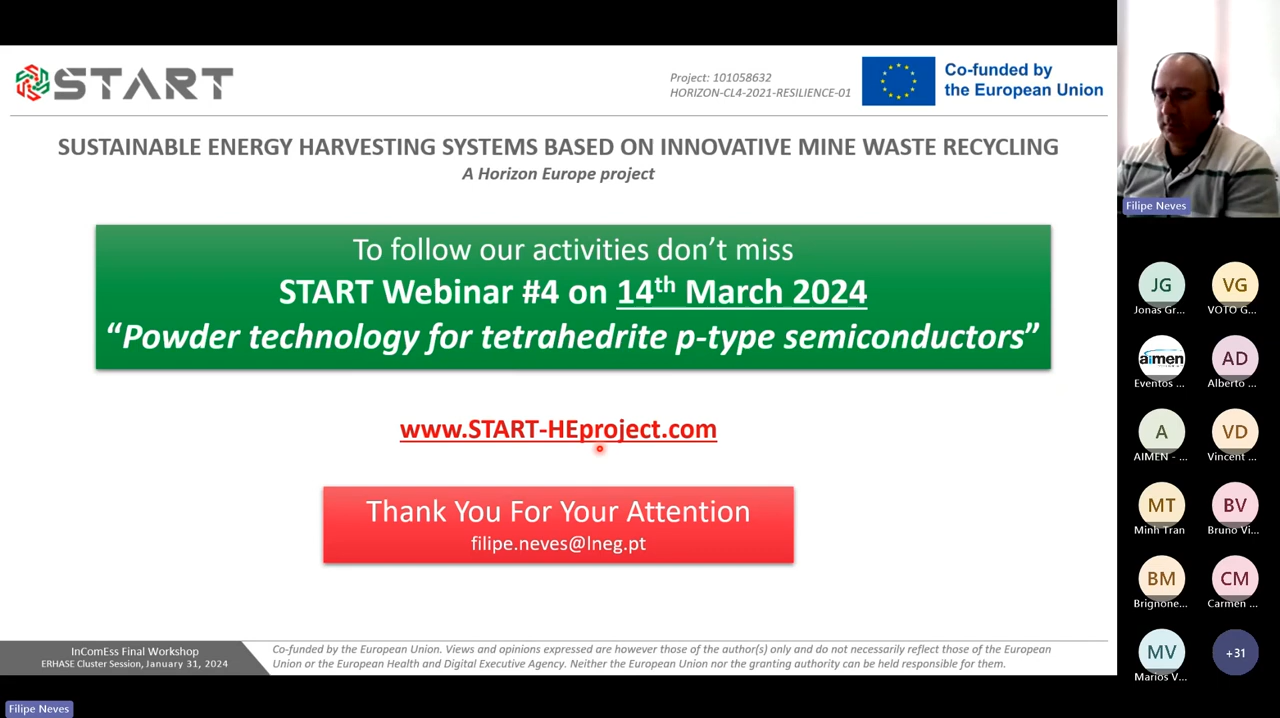 START
Project: 101058632
HORIZON-CL4-2021-RESILIENCE-01
Co-funded by
the European Union
SUSTAINABLE ENERGY HARVESTING SYSTEMS BASED ON INNOVATIVE MINE WASTE RECYCLING
A Horizon Europe project
To follow our activities don’t miss
START Webinar #4 on 14th March 2024
“Powder technology for tetrahedrite p-type semiconductors”
www.START-HEproject.com
Thank You For Your Attention
filipe.neves@lneg.pt
InComEss Final Workshop
ERHASE Cluster Session, January 31, 2024
Co-funded by the European Union. Views and opinions expressed are however those of the author(s) only and do not necessarily reflect those of the European
Union or the European Health and Digital Executive Agency. Neither the European Union nor the granting authority can be held responsible for them.
Filipe Neves
JG
Jonas Gr...
VG
VOTO G...
aimen
Eventos ...
AD
Alberto ...
A
AIMEN - ...
VD
Vincent ...
MT
Minh Tran
BV
Bruno Vi...
BM
Brignone...
CM
Carmen ...
MV
Marios V...
+31
Filipe Neves